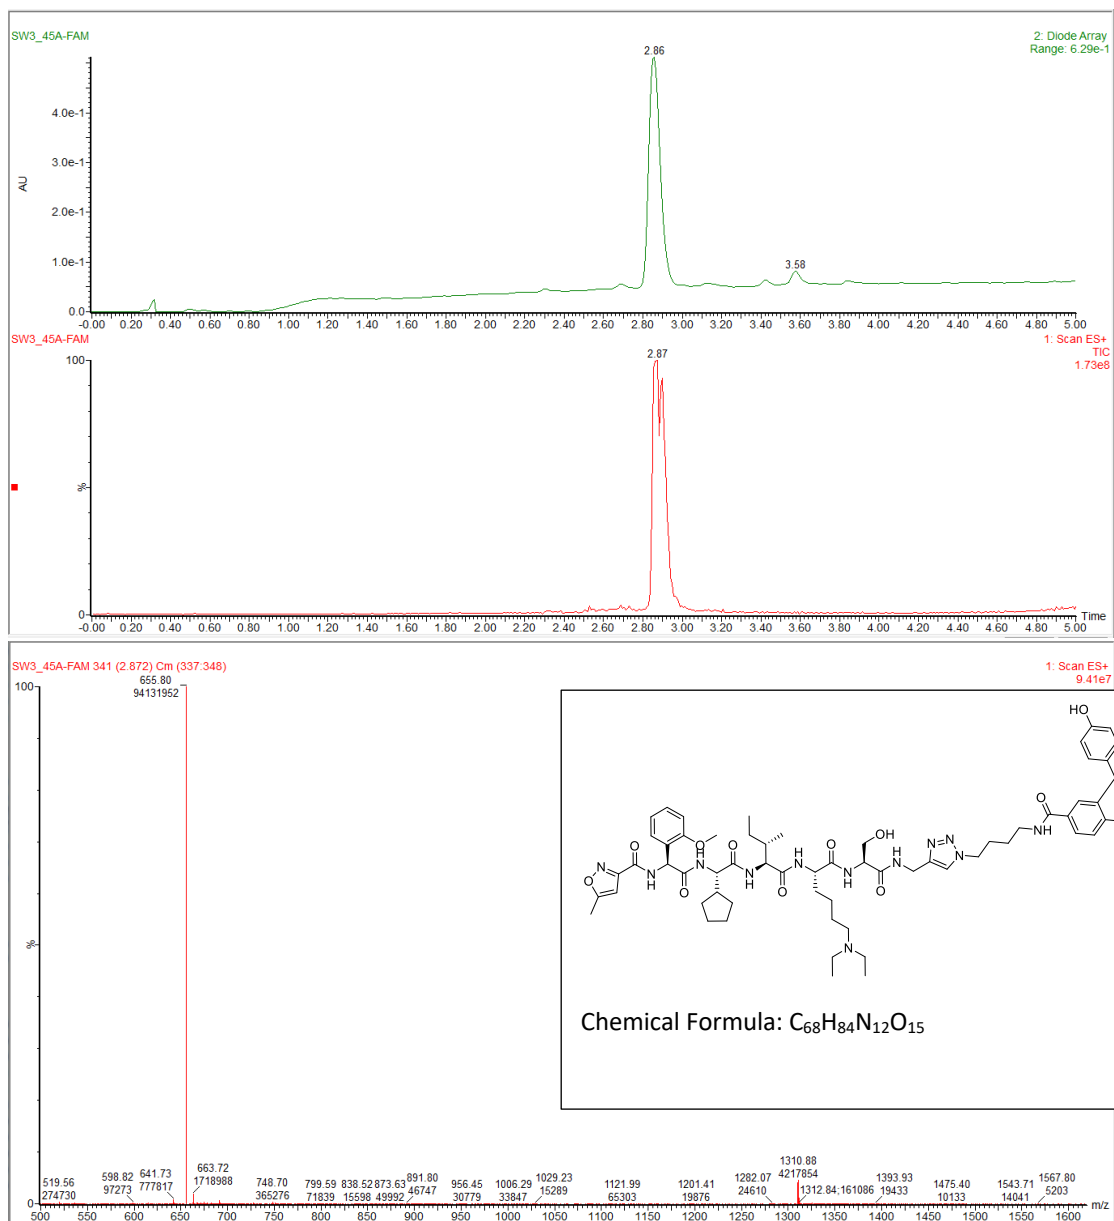 SW3_45A-FAM
2: Diode Array
Range: 6.29e-1
2.86
4.0e-1
3.0e-1
AU
2.0e-1
1.0e-1
3.58
0.0
-0.00 0.20 0.40 0.60 0.80 1.00 1.20 1.40 1.60 1.80 2.00 2.20 2.40 2.60 2.80 3.00 3.20 3.40 3.60 3.80 4.00 4.20 4.40 4.60 4.80 5.00
SW3_45A-FAM
1: Scan ES+
TIC
1.73e8
100
2.87
%
0
Time
-0.00 0.20 0.40 0.60 0.80 1.00 1.20 1.40 1.60 1.80 2.00 2.20 2.40 2.60 2.80 3.00 3.20 3.40 3.60 3.80 4.00 4.20 4.40 4.60 4.80 5.00
SW3_45A-FAM 341 (2.872) Cm (337:348)
1: Scan ES+
9.41e7
100
655.80
94131952
HO
O
N
H
N
O
O
N
H
O
O
H
N
O
N
H
O
OH
H
N
O
N
N
N
NH
O
N
Chemical Formula: C₆₈H₈₄N₁₂O₁₅
%
519.56
274730
598.82
97273
641.73
777817
663.72
1718988
748.70
365276
799.59
71839
838.52
15598
873.63
49992
891.80
46747
956.45
30779
1006.29
33847
1029.23
15289
1121.99
65303
1201.41
19876
1282.07
24610
1310.88
4217854
1312.84;161086
1393.93
19433
1475.40
10133
1543.71
14041
1567.80
5203
0
500 550 600 650 700 750 800 850 900 950 1000 1050 1100 1150 1200 1250 1300 1350 1400 1450 1500 1550 1600
m/z